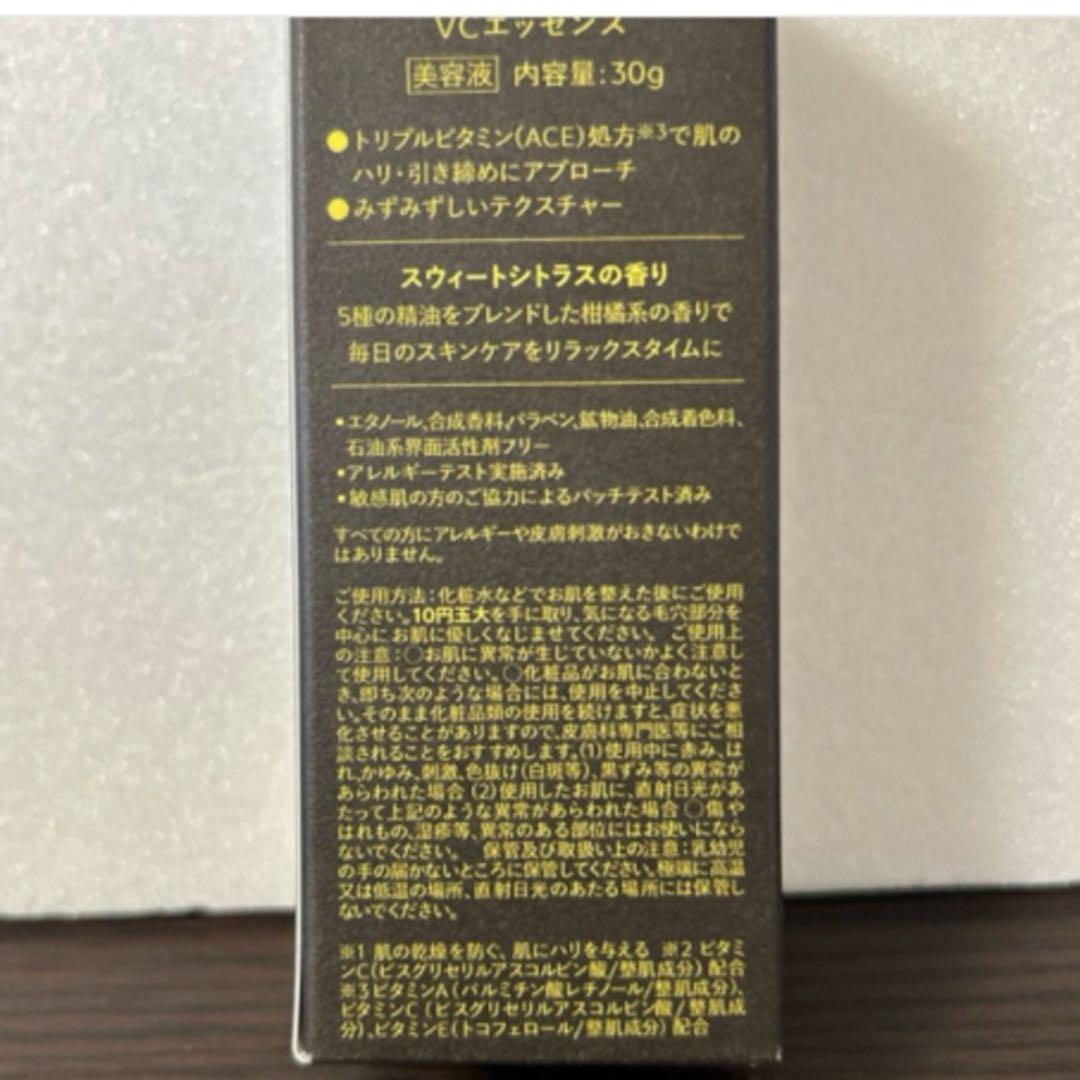 VCエッセンス
美容液 内容量:30g
●トリプルビタミン(ACE)処方※3で肌の
ハリ・引き締めにアプローチ
●みずみずしいテクスチャー
スウィートシトラスの香り
5種の精油をブレンドした柑橘系の香りで
毎日のスキンケアをリラックスタイムに
•エタノール、合成香料、パラベン、鉱物油、合成着色料、
石油系界面活性剤フリー
•アレルギーテスト実施済み
•敏感肌の方のご協力によるパッチテスト済み
すべての方にアレルギーや皮膚刺激がおきないわけで
はありません。
ご使用方法:化粧水などでお肌を整えた後にご使用
ください。10円玉大を手に取り、気になる毛穴部分を
中心にお肌に優しくなじませてください。 ご使用上
の注意:○お肌に異常が生じていないかよく注意し
て使用してください。○化粧品がお肌に合わないと
き、即ち次のような場合には、使用を中止してくださ
い。そのまま化粧品類の使用を続けますと、症状を悪
化させることがありますので、皮膚科専門医等にご相
談されることをおすすめします。(1)使用中に赤み、は
れ、かゆみ、刺激、色抜け(白斑等)、黒ずみ等の異常が
あらわれた場合 (2)使用したお肌に、直射日光があ
たって上記のような異常があらわれた場合 ○傷や
はれもの、湿疹等、異常のある部位にはお使いになら
ないでください。 保管及び取扱い上の注意:乳幼児
の手の届かないところに保管してください。極端に高温
又は低温の場所、直射日光のあたる場所には保管し
ないでください。
※1 肌の乾燥を防ぐ、肌にハリを与える ※2 ビタミ
ンC(ビスグリセリルアスコルビン酸/整肌成分) 配合
※3ビタミンA(パルミチン酸レチノール/整肌成分)、
ビタミンC(ビスグリセリルアスコルビン酸/整肌成
分)、ビタミンE(トコフェロール/整肌成分) 配合